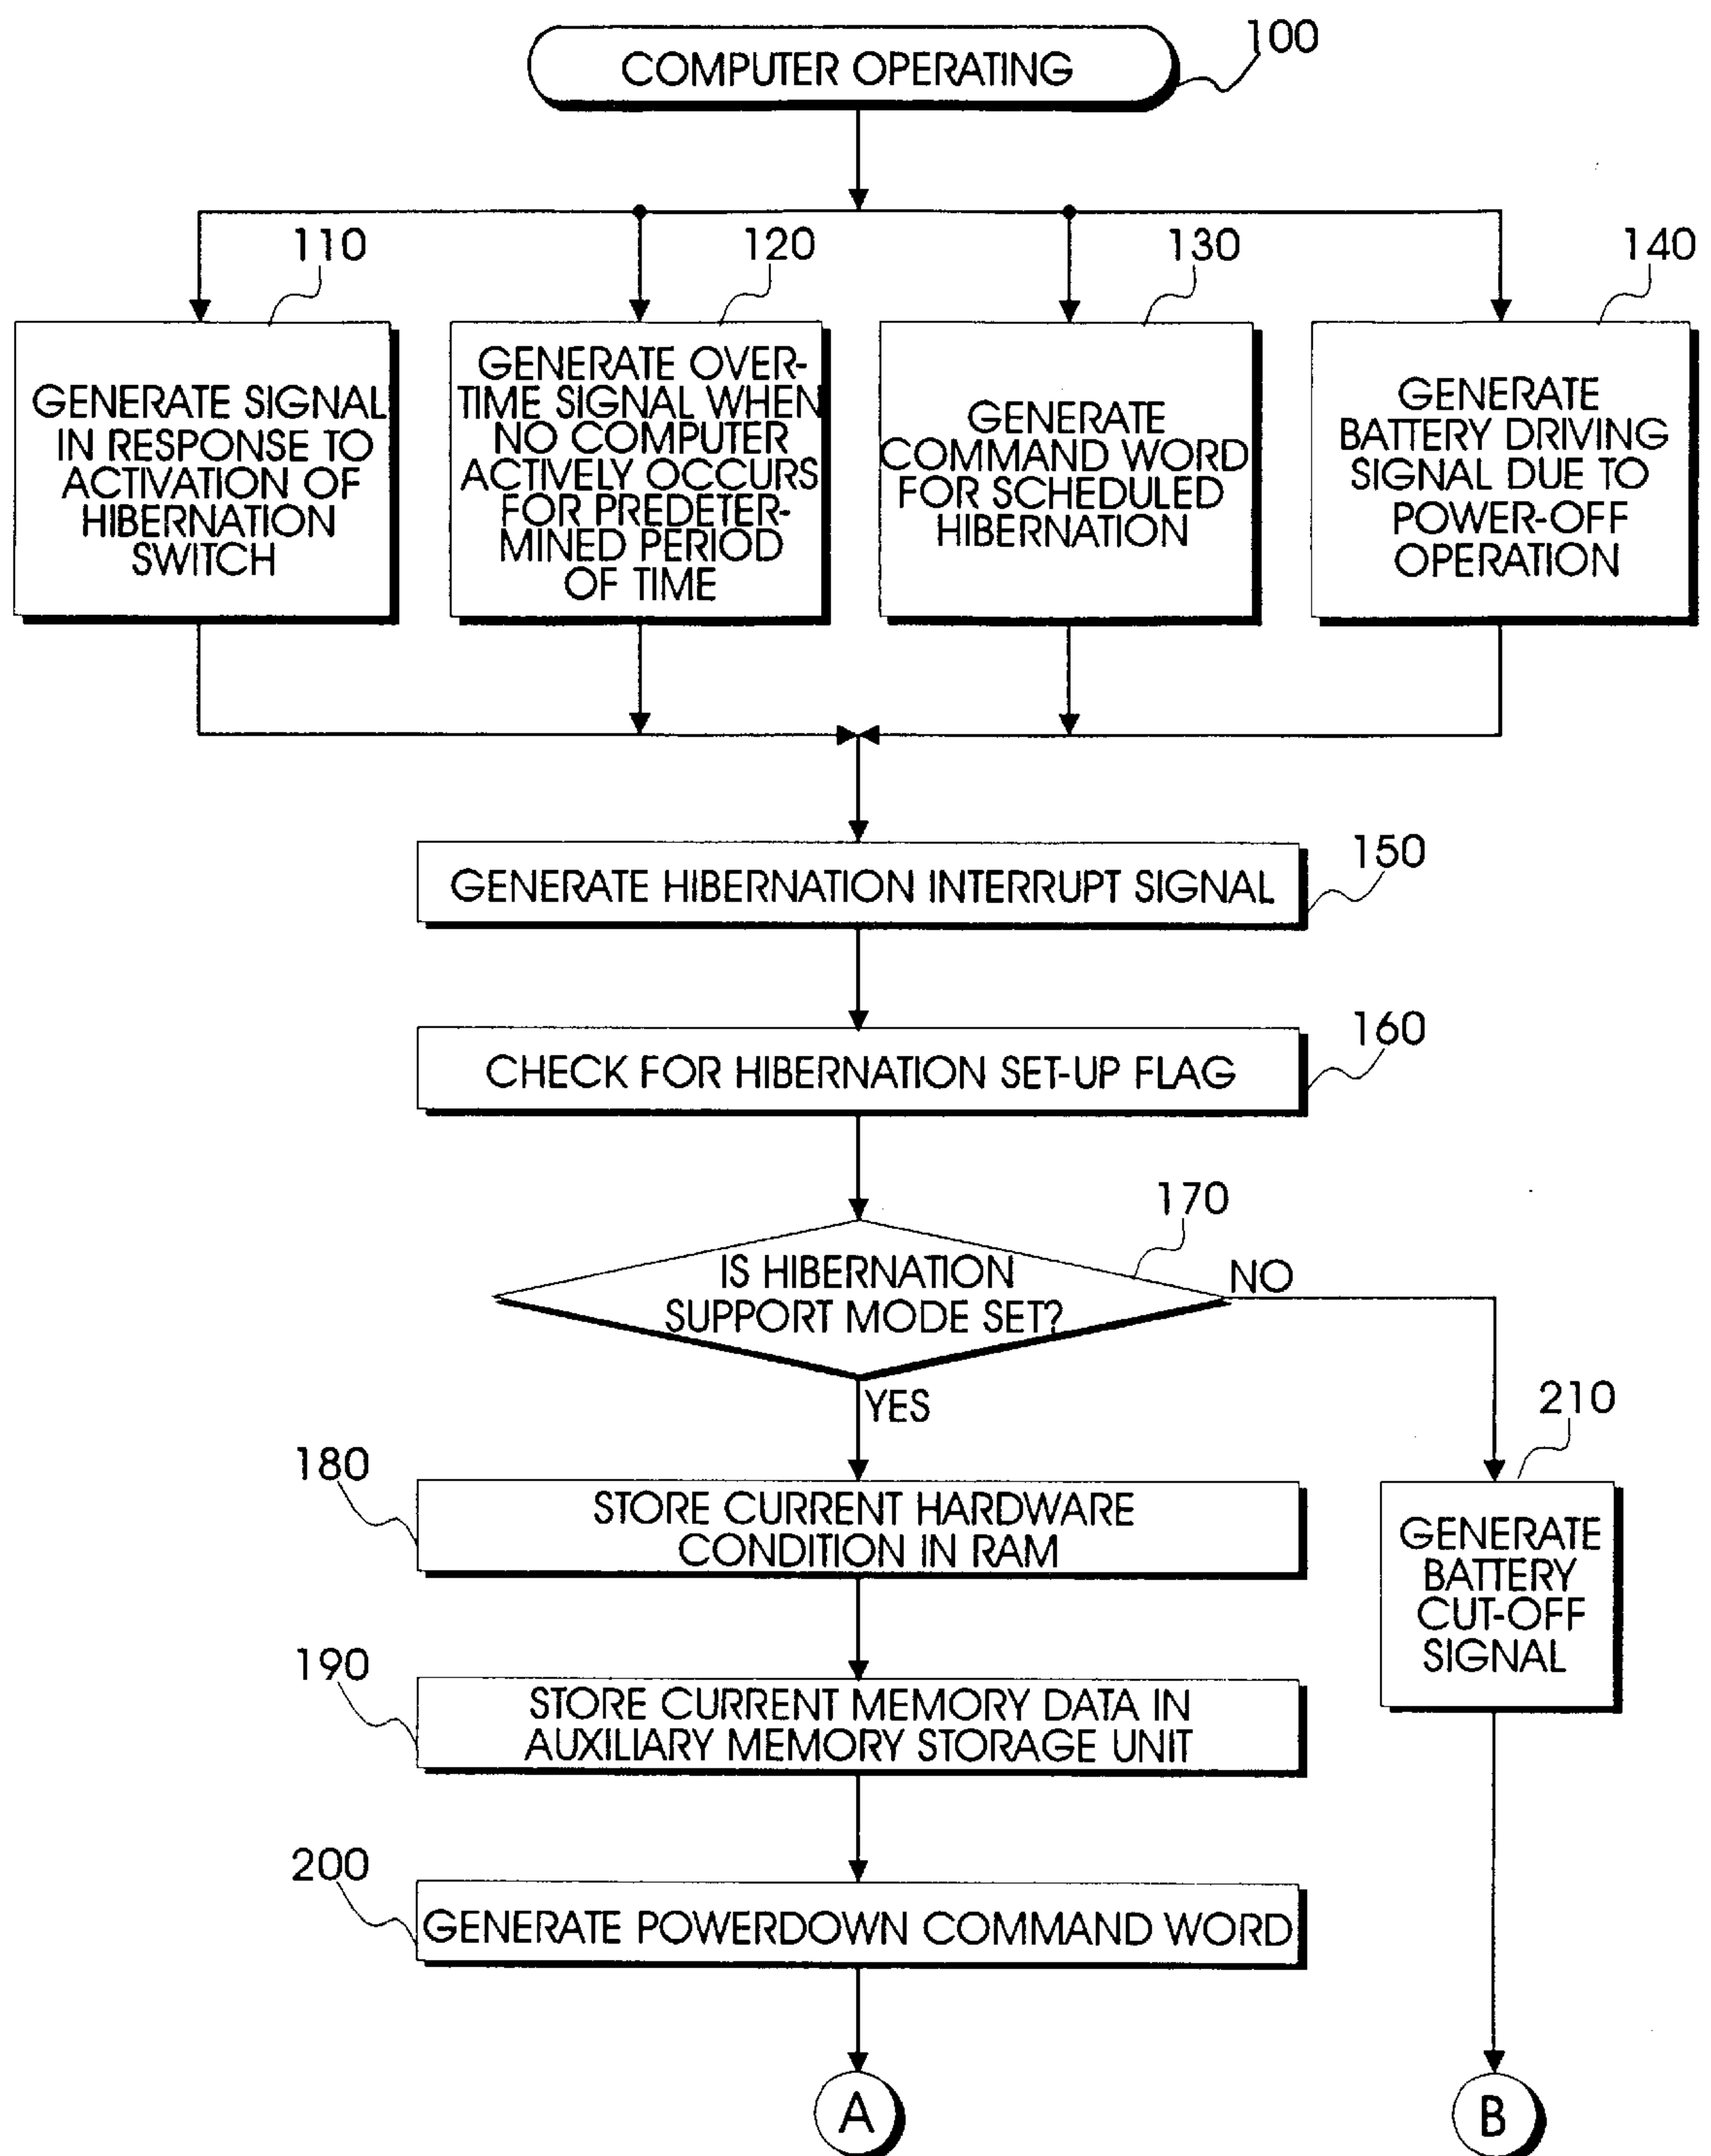 100
COMPUTER OPERATING
110
120
130
140
GENERATE SIGNAL
IN RESPONSE TO
ACTIVATION OF
HIBERNATION
SWITCH
GENERATE OVER-
TIME SIGNAL WHEN
NO COMPUTER
ACTIVELY OCCURS
FOR PREDETER-
MINED PERIOD
OF TIME
GENERATE
COMMAND WORD
FOR SCHEDULED
HIBERNATION
GENERATE
BATTERY DRIVING
SIGNAL DUE TO
POWER-OFF
OPERATION
150
GENERATE HIBERNATION INTERRUPT SIGNAL
160
CHECK FOR HIBERNATION SET-UP FLAG
170
IS HIBERNATION
SUPPORT MODE SET?
NO
YES
180
STORE CURRENT HARDWARE
CONDITION IN RAM
210
GENERATE
BATTERY
CUT-OFF
SIGNAL
190
STORE CURRENT MEMORY DATA IN
AUXILIARY MEMORY STORAGE UNIT
200
GENERATE POWERDOWN COMMAND WORD
A
B